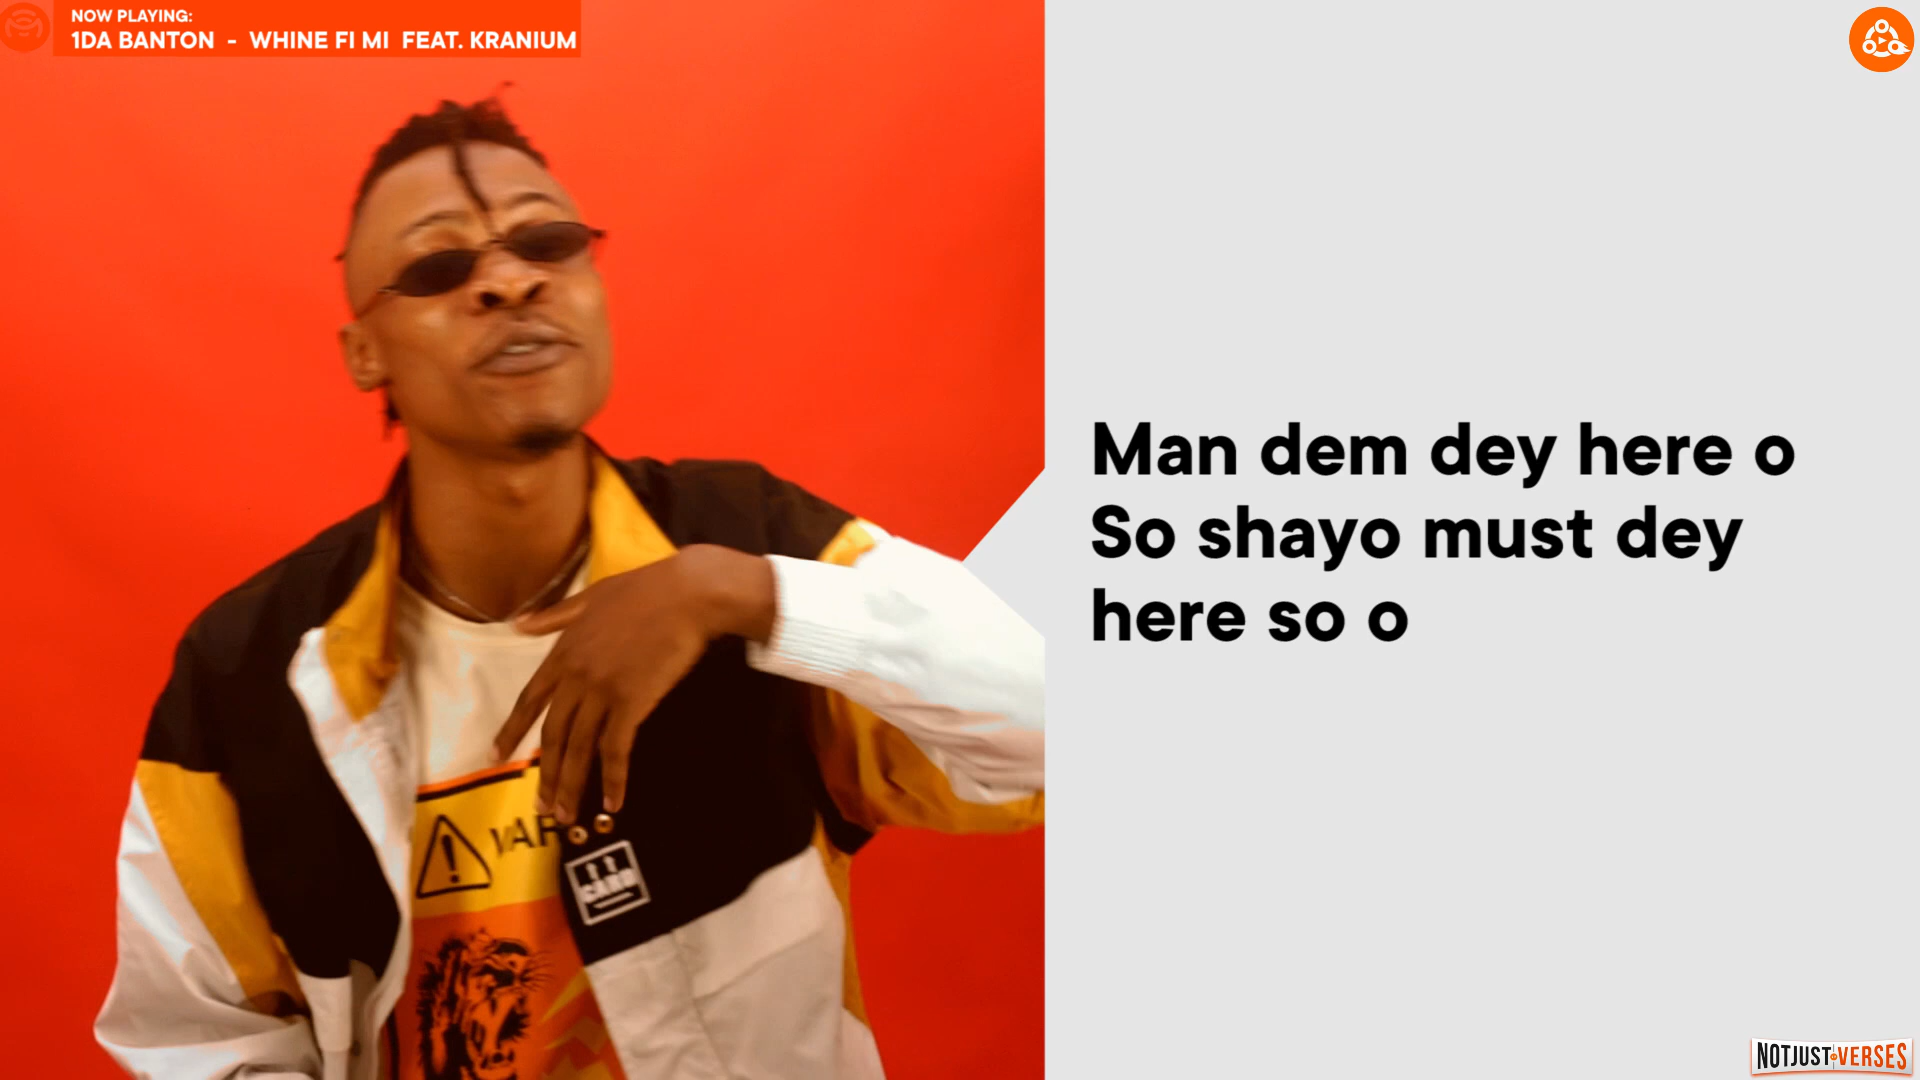 NOW PLAYING:
1DA BANTON - WHINE FI MI FEAT. KRANIUM
Man dem dey here o
So shayo must dey
here so o
NOTJUST VERSES